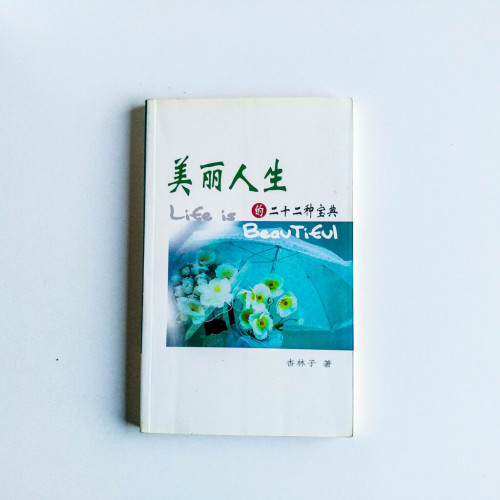 美丽人生
Life is
的二十二种宝典
BeauTiful
杏林子 著